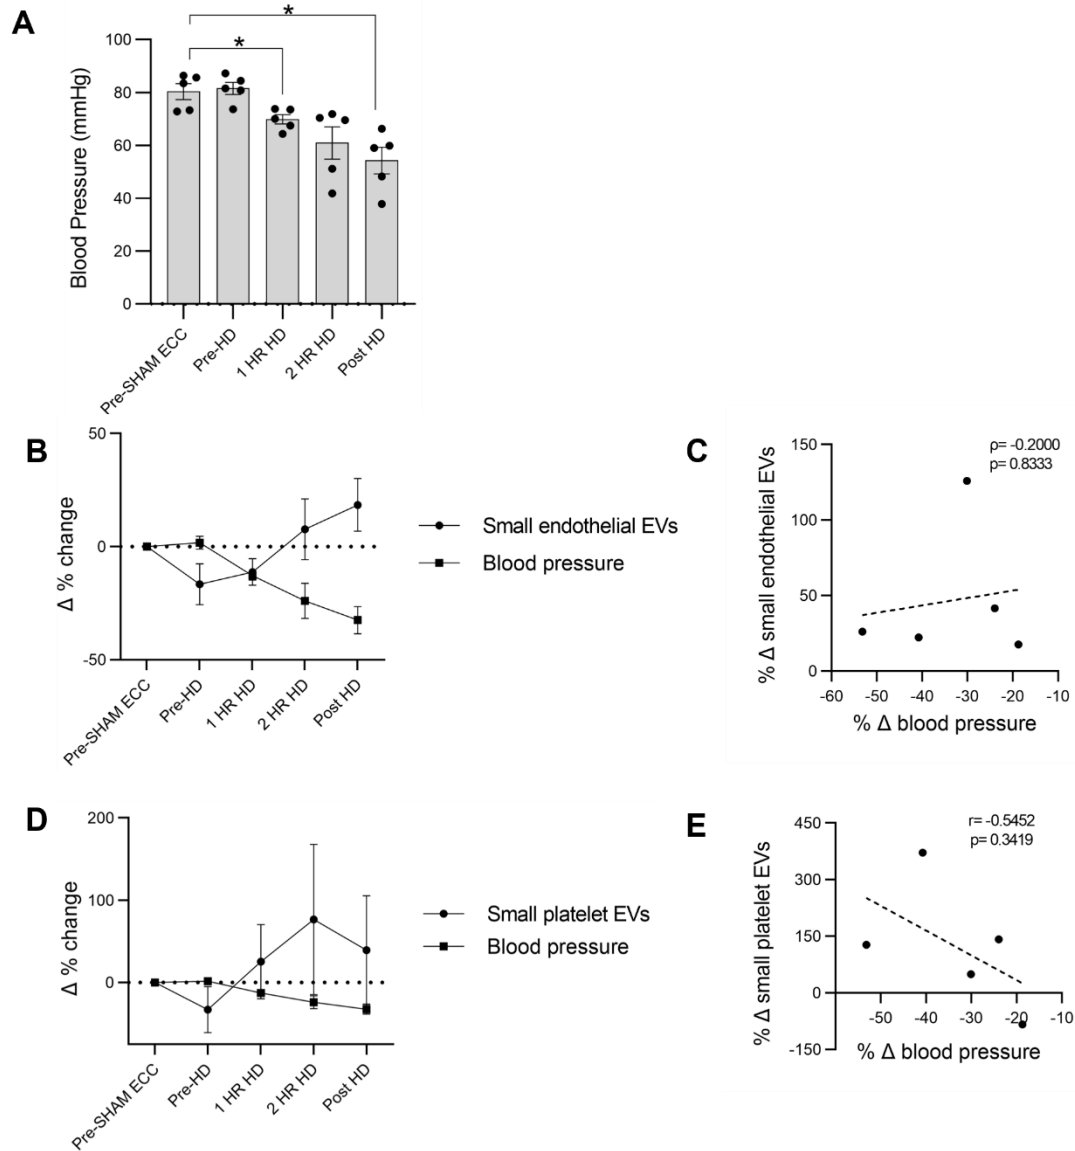 A
*
*
Blood Pressure (mmHg)
100
80
60
40
20
0
Pre-SHAM ECC
Pre-HD
1 HR HD
2 HR HD
Post HD
B
Δ % change
50
0
-50
Pre-SHAM ECC
Pre-HD
1 HR HD
2 HR HD
Post HD
Small endothelial EVs
Blood pressure
C
% Δ small endothelial EVs
150
100
50
0
ρ= -0.2000
p= 0.8333
-60
-50
-40
-30
-20
-10
% Δ blood pressure
D
Δ % change
200
100
0
Pre-SHAM ECC
Pre-HD
1 HR HD
2 HR HD
Post HD
Small platelet EVs
Blood pressure
E
% Δ small platelet EVs
450
300
150
0
-150
r= -0.5452
p= 0.3419
-50
-40
-30
-20
-10
% Δ blood pressure